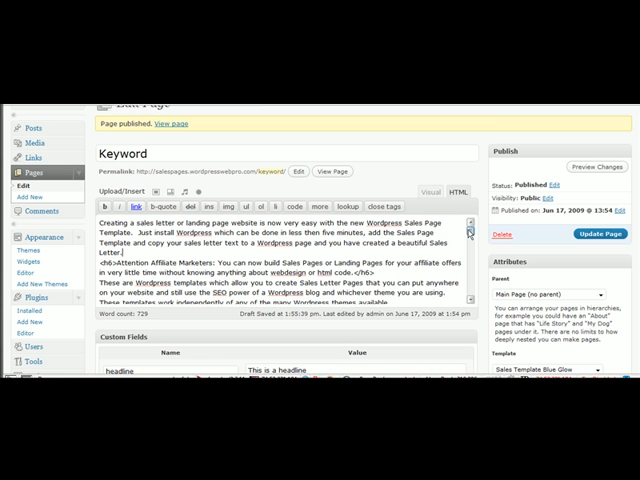 Edit Page
Page published. View page
Posts
Media
Links
Pages
Edit
Add New
Comments
Appearance
Themes
Widgets
Editor
Add New Themes
Plugins
Installed
Add New
Editor
Users
Tools
Keyword
Permalink: http://salespages.wordpresswebpro.com/keyword/ Edit View Page
Upload/Insert
Visual HTML
b i link b-quote del ins img ul ol li code more lookup close tags
Creating a sales letter or landing page website is now very easy with the new Wordpress Sales Page
Template. Just install Wordpress which can be done in less then five minutes, add the Sales Page
Template and copy your sales letter text to a Wordpress page and you have created a beautiful Sales
Letter.
<h6>Attention Affiliate Marketers: You can now build Sales Pages or Landing Pages for your affiliate offers
in very little time without knowing anything about webdesign or html code.</h6>
These are Wordpress templates which allow you to create Sales Letter Pages that you can put anywhere
on your website and still use the SEO power of a Wordpress blog and whichever theme you are using.
These templates work independently of any of the many Wordpress themes available.
Word count: 729
Draft Saved at 1:55:39 pm. Last edited by admin on June 17, 2009 at 1:54 pm
Custom Fields
Name Value
headline This is a headline
Publish
Preview Changes
Status: Published Edit
Visibility: Public Edit
Published on: Jun 17, 2009 @ 13:54 Edit
Delete Update Page
Attributes
Parent
Main Page (no parent)
You can arrange your pages in hierarchies,
for example you could have an "About"
page that has "Life Story" and "My Dog"
pages under it. There are no limits to how
deeply nested you can make pages.
Template
Sales Template Blue Glow